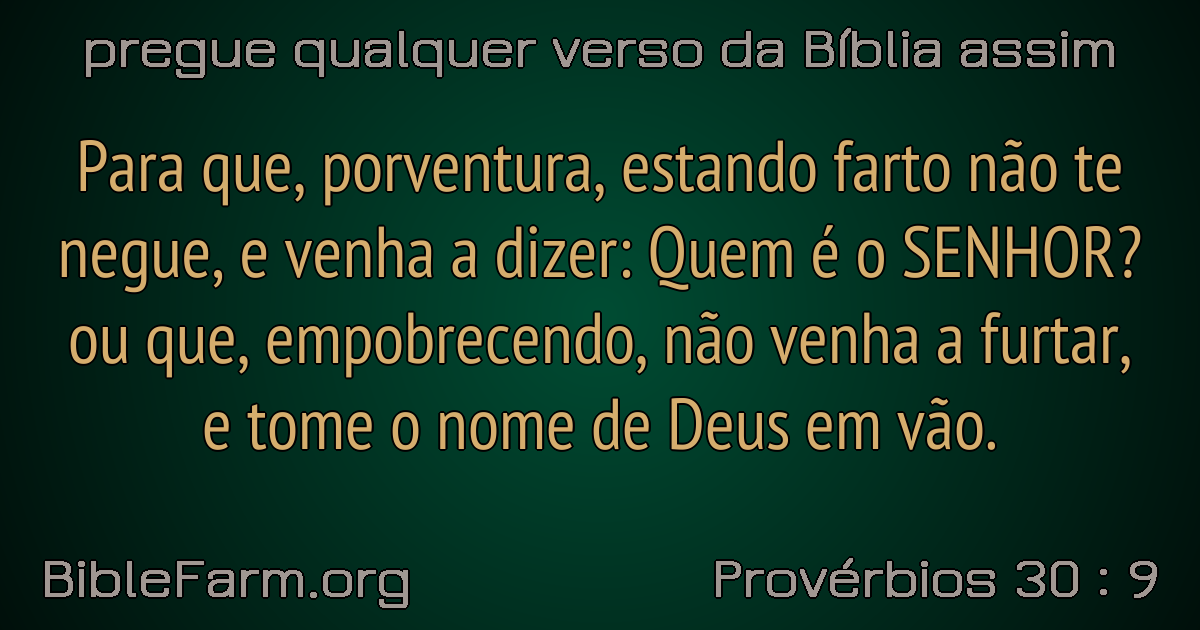 pregue qualquer verso da Bíblia assim
Para que, porventura, estando farto não te
negue, e venha a dizer: Quem é o SENHOR?
ou que, empobrecendo, não venha a furtar,
e tome o nome de Deus em vão.
BibleFarm.org
Provérbios 30 : 9